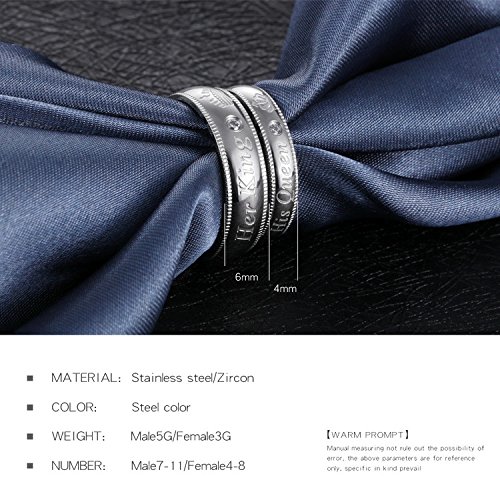 Her King
His Queen
6mm
4mm
MATERIAL: Stainless steel/Zircon
COLOR: Steel color
WEIGHT: Male5G/Female3G
NUMBER: Male7-11/Female4-8
【WARM PROMPT】
Manual measuring not rule out the possibility of
error, the above parameters are for reference
only, specific in kind prevail